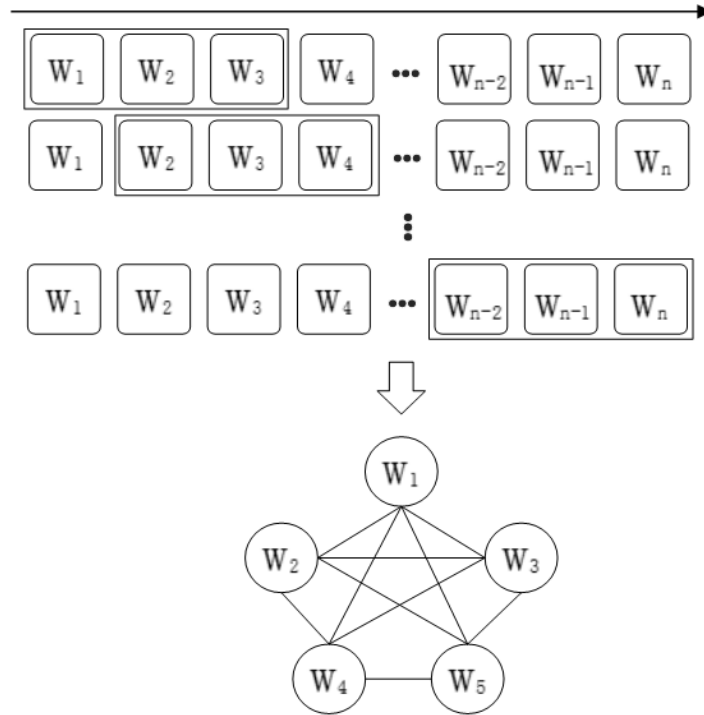 W₁ W₂ W₃ W₄ ••• Wₙ₋₂ Wₙ₋₁ Wₙ
W₁ W₂ W₃ W₄ ••• Wₙ₋₂ Wₙ₋₁ Wₙ
W₁ W₂ W₃ W₄ ••• Wₙ₋₂ Wₙ₋₁ Wₙ
W₁
W₂ W₃
W₄ W₅